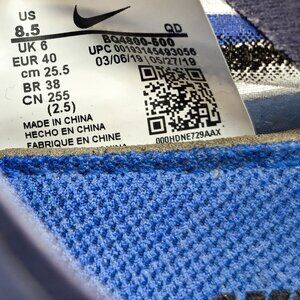 US QD
8.5 BQ4800-500
UK 6 UPC 00193145493056
EUR 40 03/06/19 05/27/19
cm 25.5
BR 38
CN 255
(2.5)
MADE IN CHINA
HECHO EN CHINA
FABRIQUE EN CHINE
000HDNE729AAX